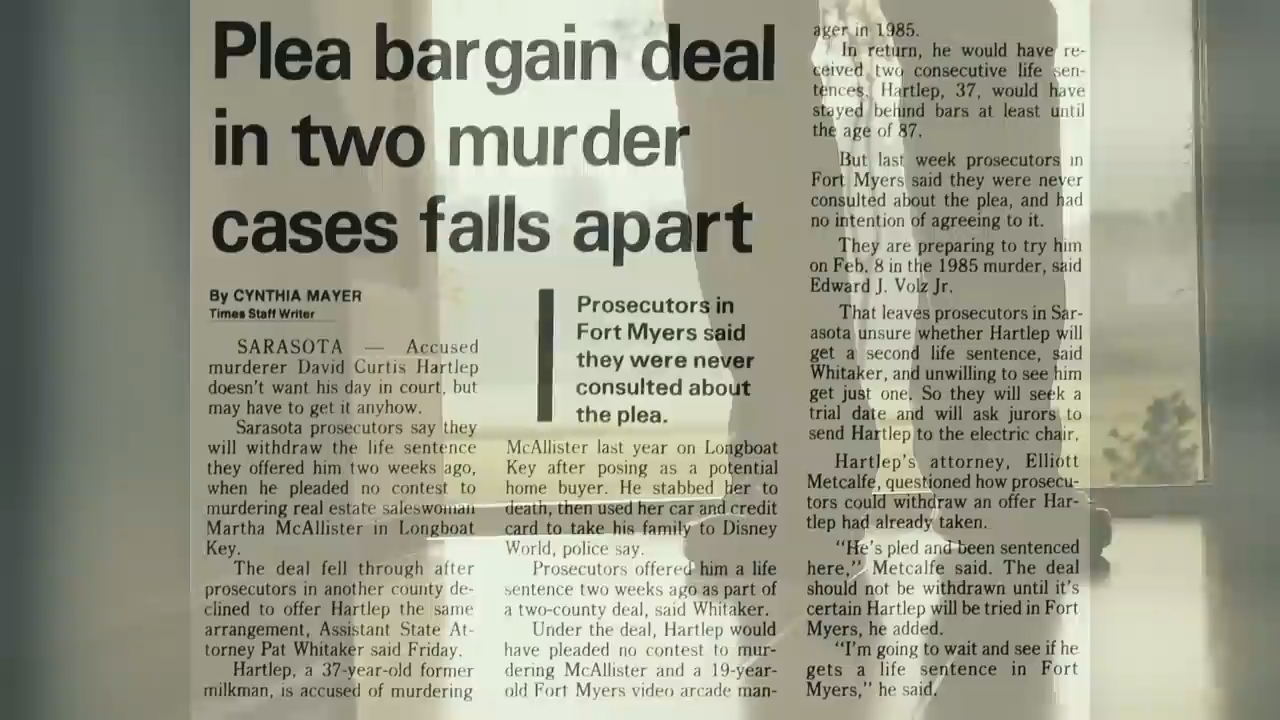 Plea bargain deal
in two murder
cases falls apart
By CYNTHIA MAYER
Times Staff Writer
SARASOTA — Accused
murderer David Curtis Hartlep
doesn't want his day in court, but
may have to get it anyhow.
Sarasota prosecutors say they
will withdraw the life sentence
they offered him two weeks ago,
when he pleaded no contest to
murdering real estate saleswoman
Martha McAllister in Longboat
Key.
The deal fell through after
prosecutors in another county de-
clined to offer Hartlep the same
arrangement, Assistant State At-
torney Pat Whitaker said Friday.
Hartlep, a 37-year-old former
milkman, is accused of murdering
Prosecutors in
Fort Myers said
they were never
consulted about
the plea.
McAllister last year on Longboat
Key after posing as a potential
home buyer. He stabbed her to
death, then used her car and credit
card to take his family to Disney
World, police say.
Prosecutors offered him a life
sentence two weeks ago as part of
a two-county deal, said Whitaker.
Under the deal, Hartlep would
have pleaded no contest to mur-
dering McAllister and a 19-year-
old Fort Myers video arcade man-
ager in 1985.
In return, he would have re-
ceived two consecutive life sen-
tences. Hartlep, 37, would have
stayed behind bars at least until
the age of 87.
But last week prosecutors in
Fort Myers said they were never
consulted about the plea, and had
no intention of agreeing to it.
They are preparing to try him
on Feb. 8 in the 1985 murder, said
Edward J. Volz Jr.
That leaves prosecutors in Sar-
asota unsure whether Hartlep will
get a second life sentence, said
Whitaker, and unwilling to see him
get just one. So they will seek a
trial date and will ask jurors to
send Hartlep to the electric chair.
Hartlep's attorney, Elliott
Metcalfe, questioned how prosecu-
tors could withdraw an offer Har-
tlep had already taken.
"He's pled and been sentenced
here," Metcalfe said. The deal
should not be withdrawn until it's
certain Hartlep will be tried in Fort
Myers, he added.
"I'm going to wait and see if he
gets a life sentence in Fort
Myers," he said.